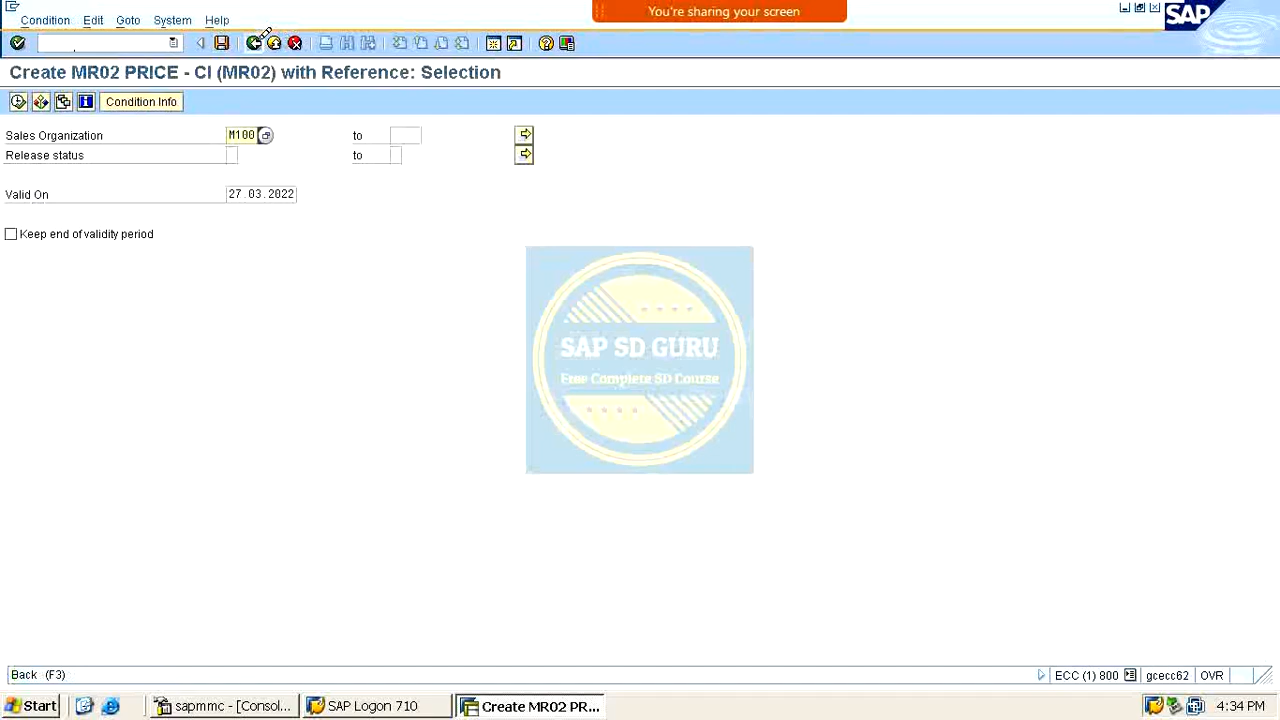 You're sharing your screen
Condition Edit Goto System Help
SAP
Create MR02 PRICE - CI (MR02) with Reference: Selection
Condition Info
Sales Organization M100 to
Release status to
Valid On 27.03.2022
Keep end of validity period
SAP SD GURU
Free Complete SD Course
Back (F3) ECC (1) 800 gcecc62 OVR
Start sapmmc - [Consol... SAP Logon 710 Create MR02 PR... 4:34 PM